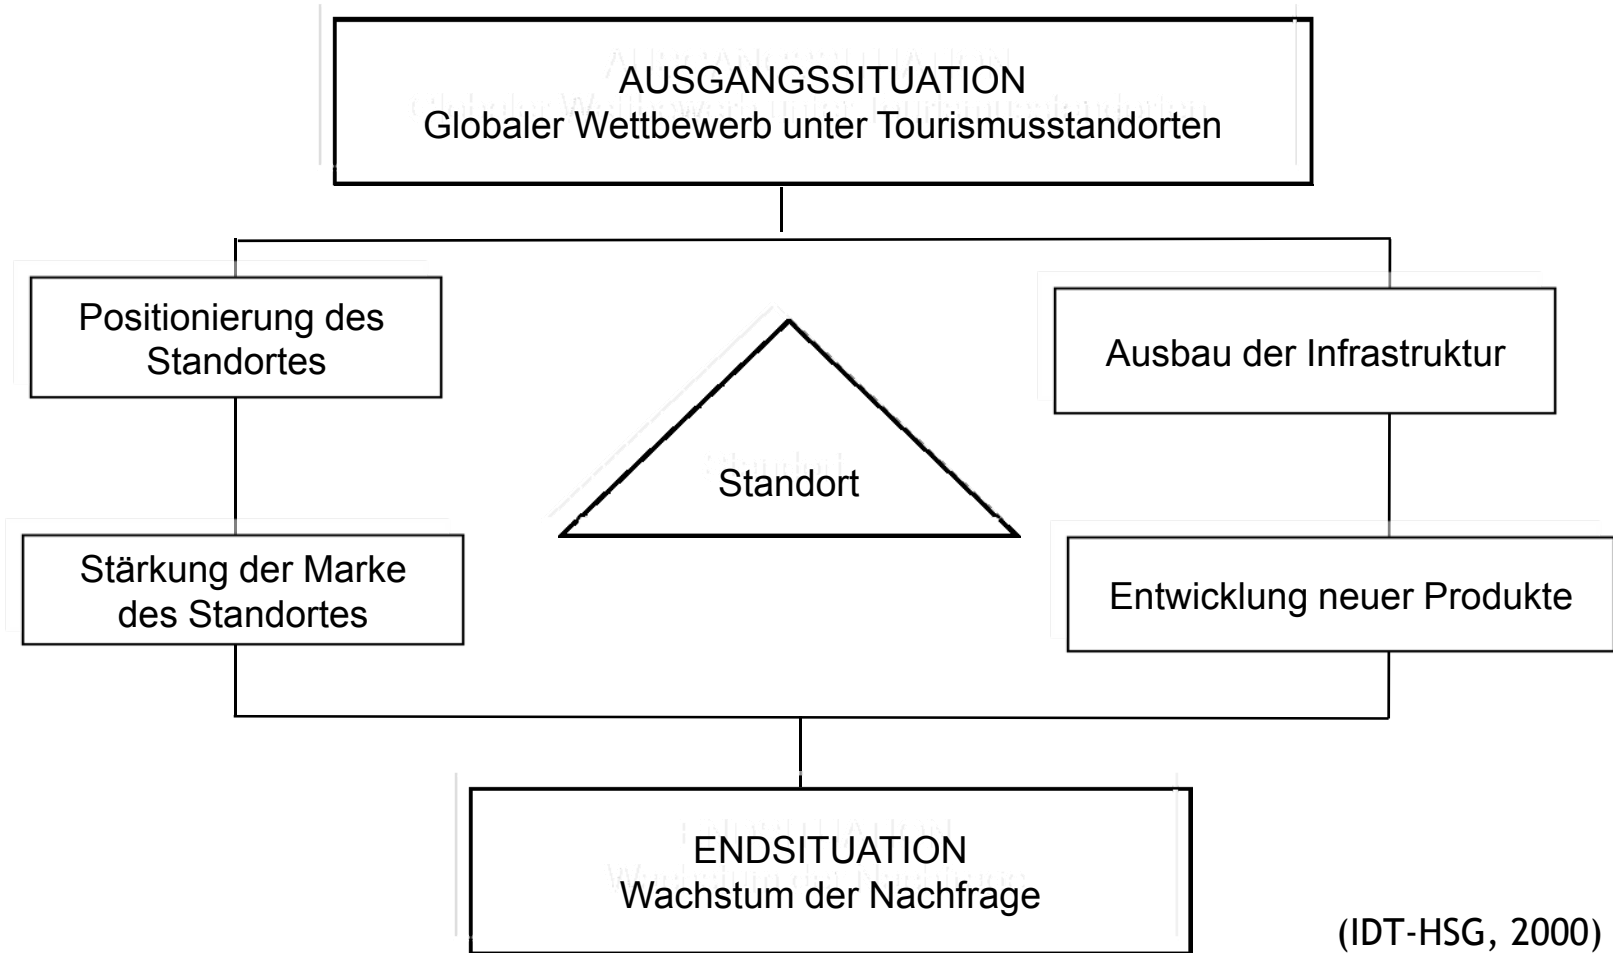 AUSGANGSSITUATION
Globaler Wettbewerb unter Tourismusstandorten
Positionierung des
Standortes
Ausbau der Infrastruktur
Standort
Stärkung der Marke
des Standortes
Entwicklung neuer Produkte
ENDSITUATION
Wachstum der Nachfrage
(IDT-HSG, 2000)